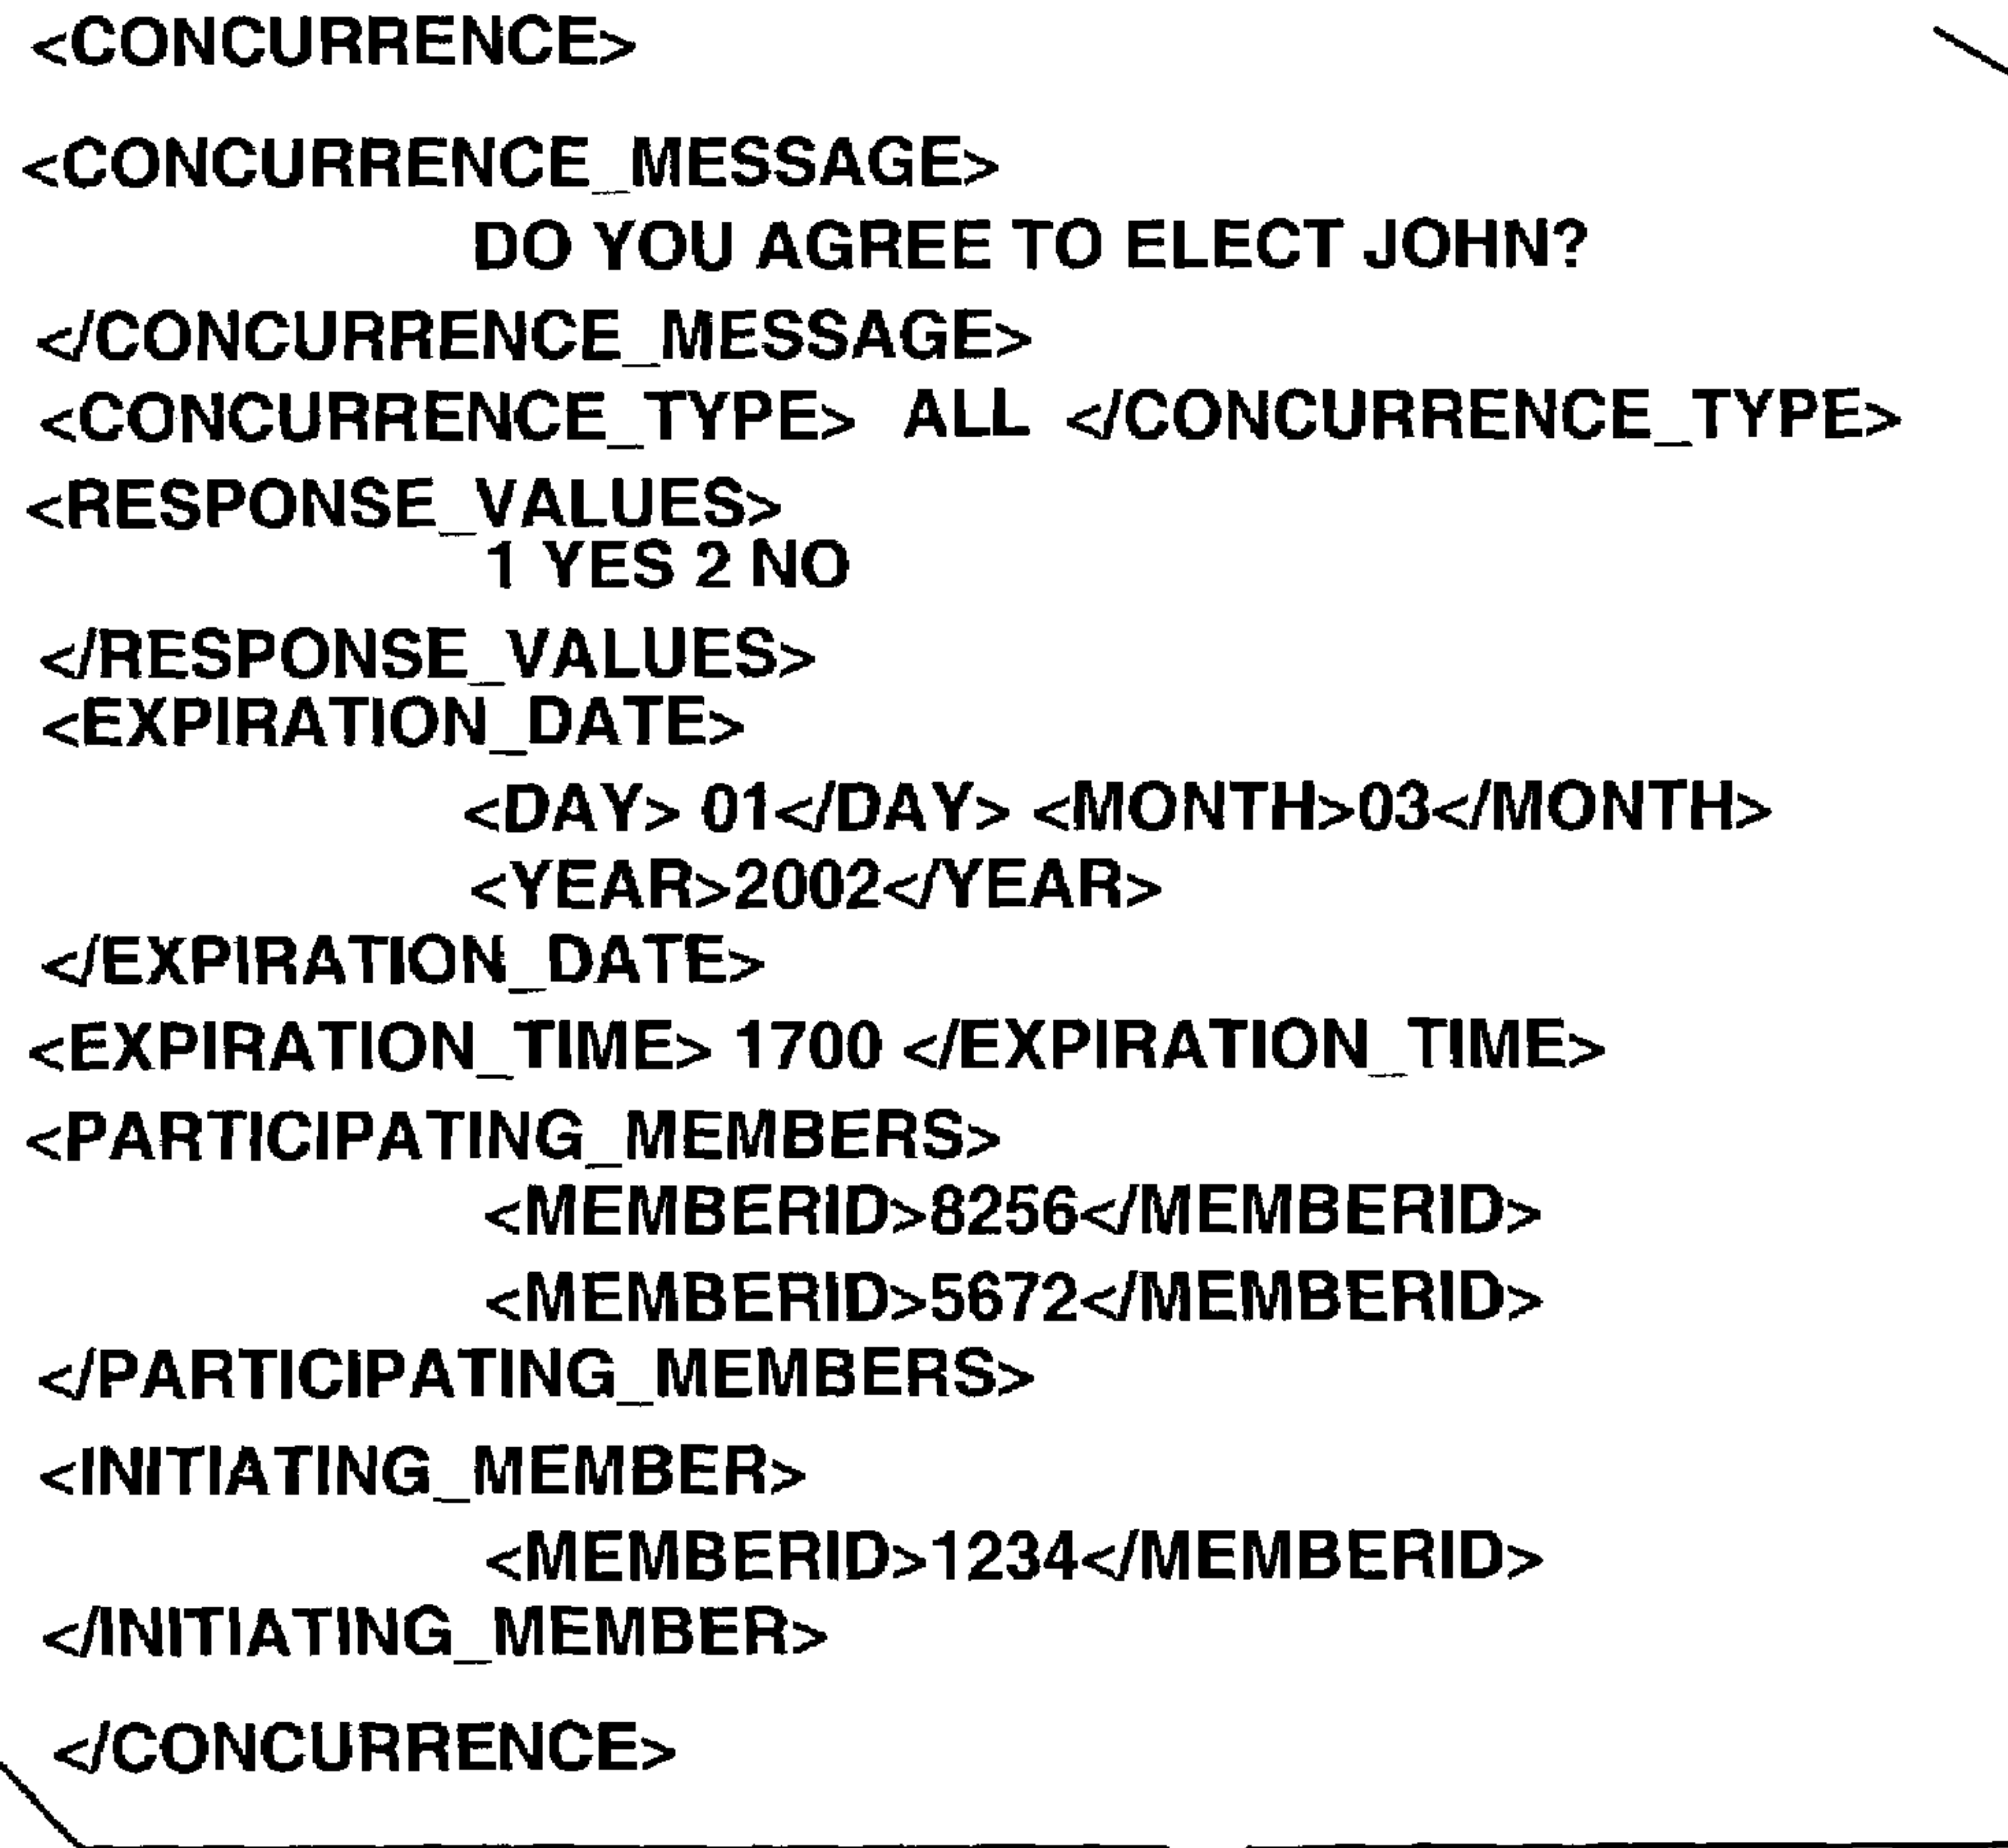 <CONCURRENCE>
<CONCURRENCE_MESSAGE>
DO YOU AGREE TO ELECT JOHN?
</CONCURRENCE_MESSAGE>
<CONCURRENCE_TYPE> ALL </CONCURRENCE_TYPE>
<RESPONSE_VALUES>
1 YES 2 NO
</RESPONSE_VALUES>
<EXPIRATION_DATE>
<DAY> 01</DAY> <MONTH>03</MONTH>
<YEAR>2002</YEAR>
</EXPIRATION_DATE>
<EXPIRATION_TIME> 1700 </EXPIRATION_TIME>
<PARTICIPATING_MEMBERS>
<MEMBERID>8256</MEMBERID>
<MEMBERID>5672</MEMBERID>
</PARTICIPATING_MEMBERS>
<INITIATING_MEMBER>
<MEMBERID>1234</MEMBERID>
</INITIATING_MEMBER>
</CONCURRENCE>